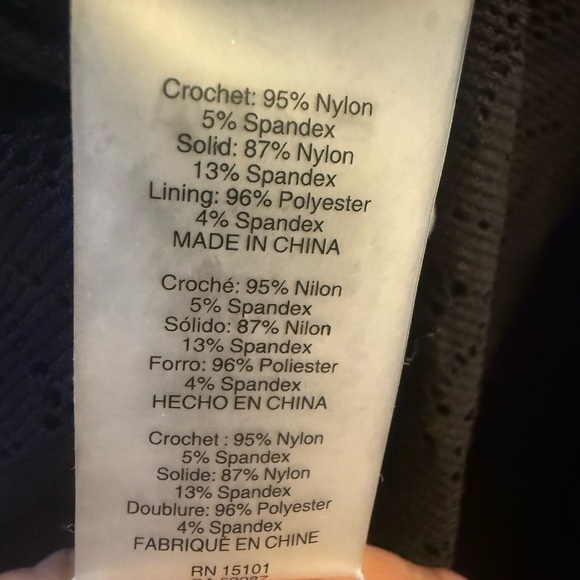 Crochet: 95% Nylon
5% Spandex
Solid: 87% Nylon
13% Spandex
Lining: 96% Polyester
4% Spandex
MADE IN CHINA
Croché: 95% Nilon
5% Spandex
Sólido: 87% Nilon
13% Spandex
Forro: 96% Poliester
4% Spandex
HECHO EN CHINA
Crochet : 95% Nylon
5% Spandex
Solide: 87% Nylon
13% Spandex
Doublure: 96% Polyester
4% Spandex
FABRIQUÉ EN CHINE
RN 15101